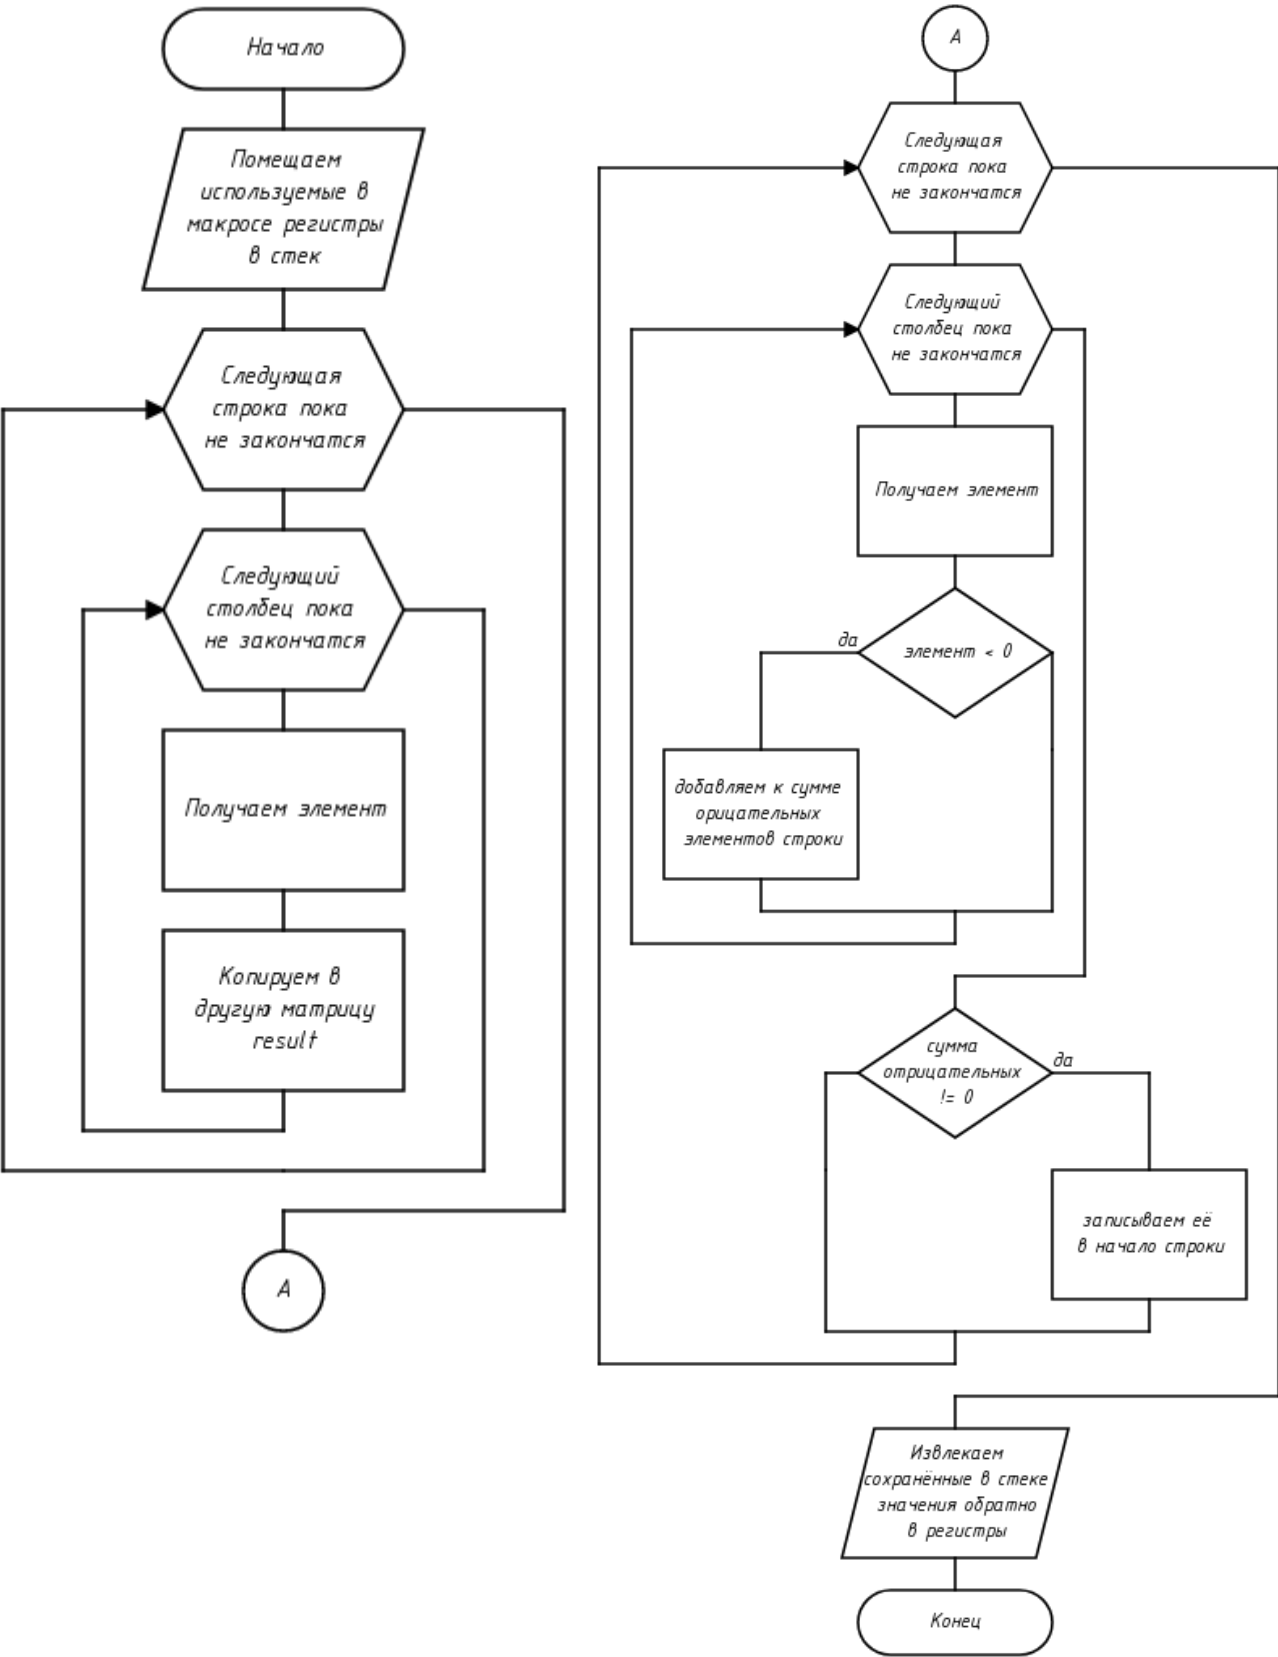 Начало
Помещаем
используемые в
макросе регистры
в стек
Следующая
строка пока
не закончатся
Следующий
столбец пока
не закончатся
Получаем элемент
Копируем в
другую матрицу
result
А
А
Следующая
строка пока
не закончатся
Следующий
столбец пока
не закончатся
Получаем элемент
да
элемент < 0
добавляем к сумме
орицательных
элементов строки
сумма
отрицательных
!= 0
да
записываем её
в начало строки
Извлекаем
сохранённые в стеке
значения обратно
в регистры
Конец